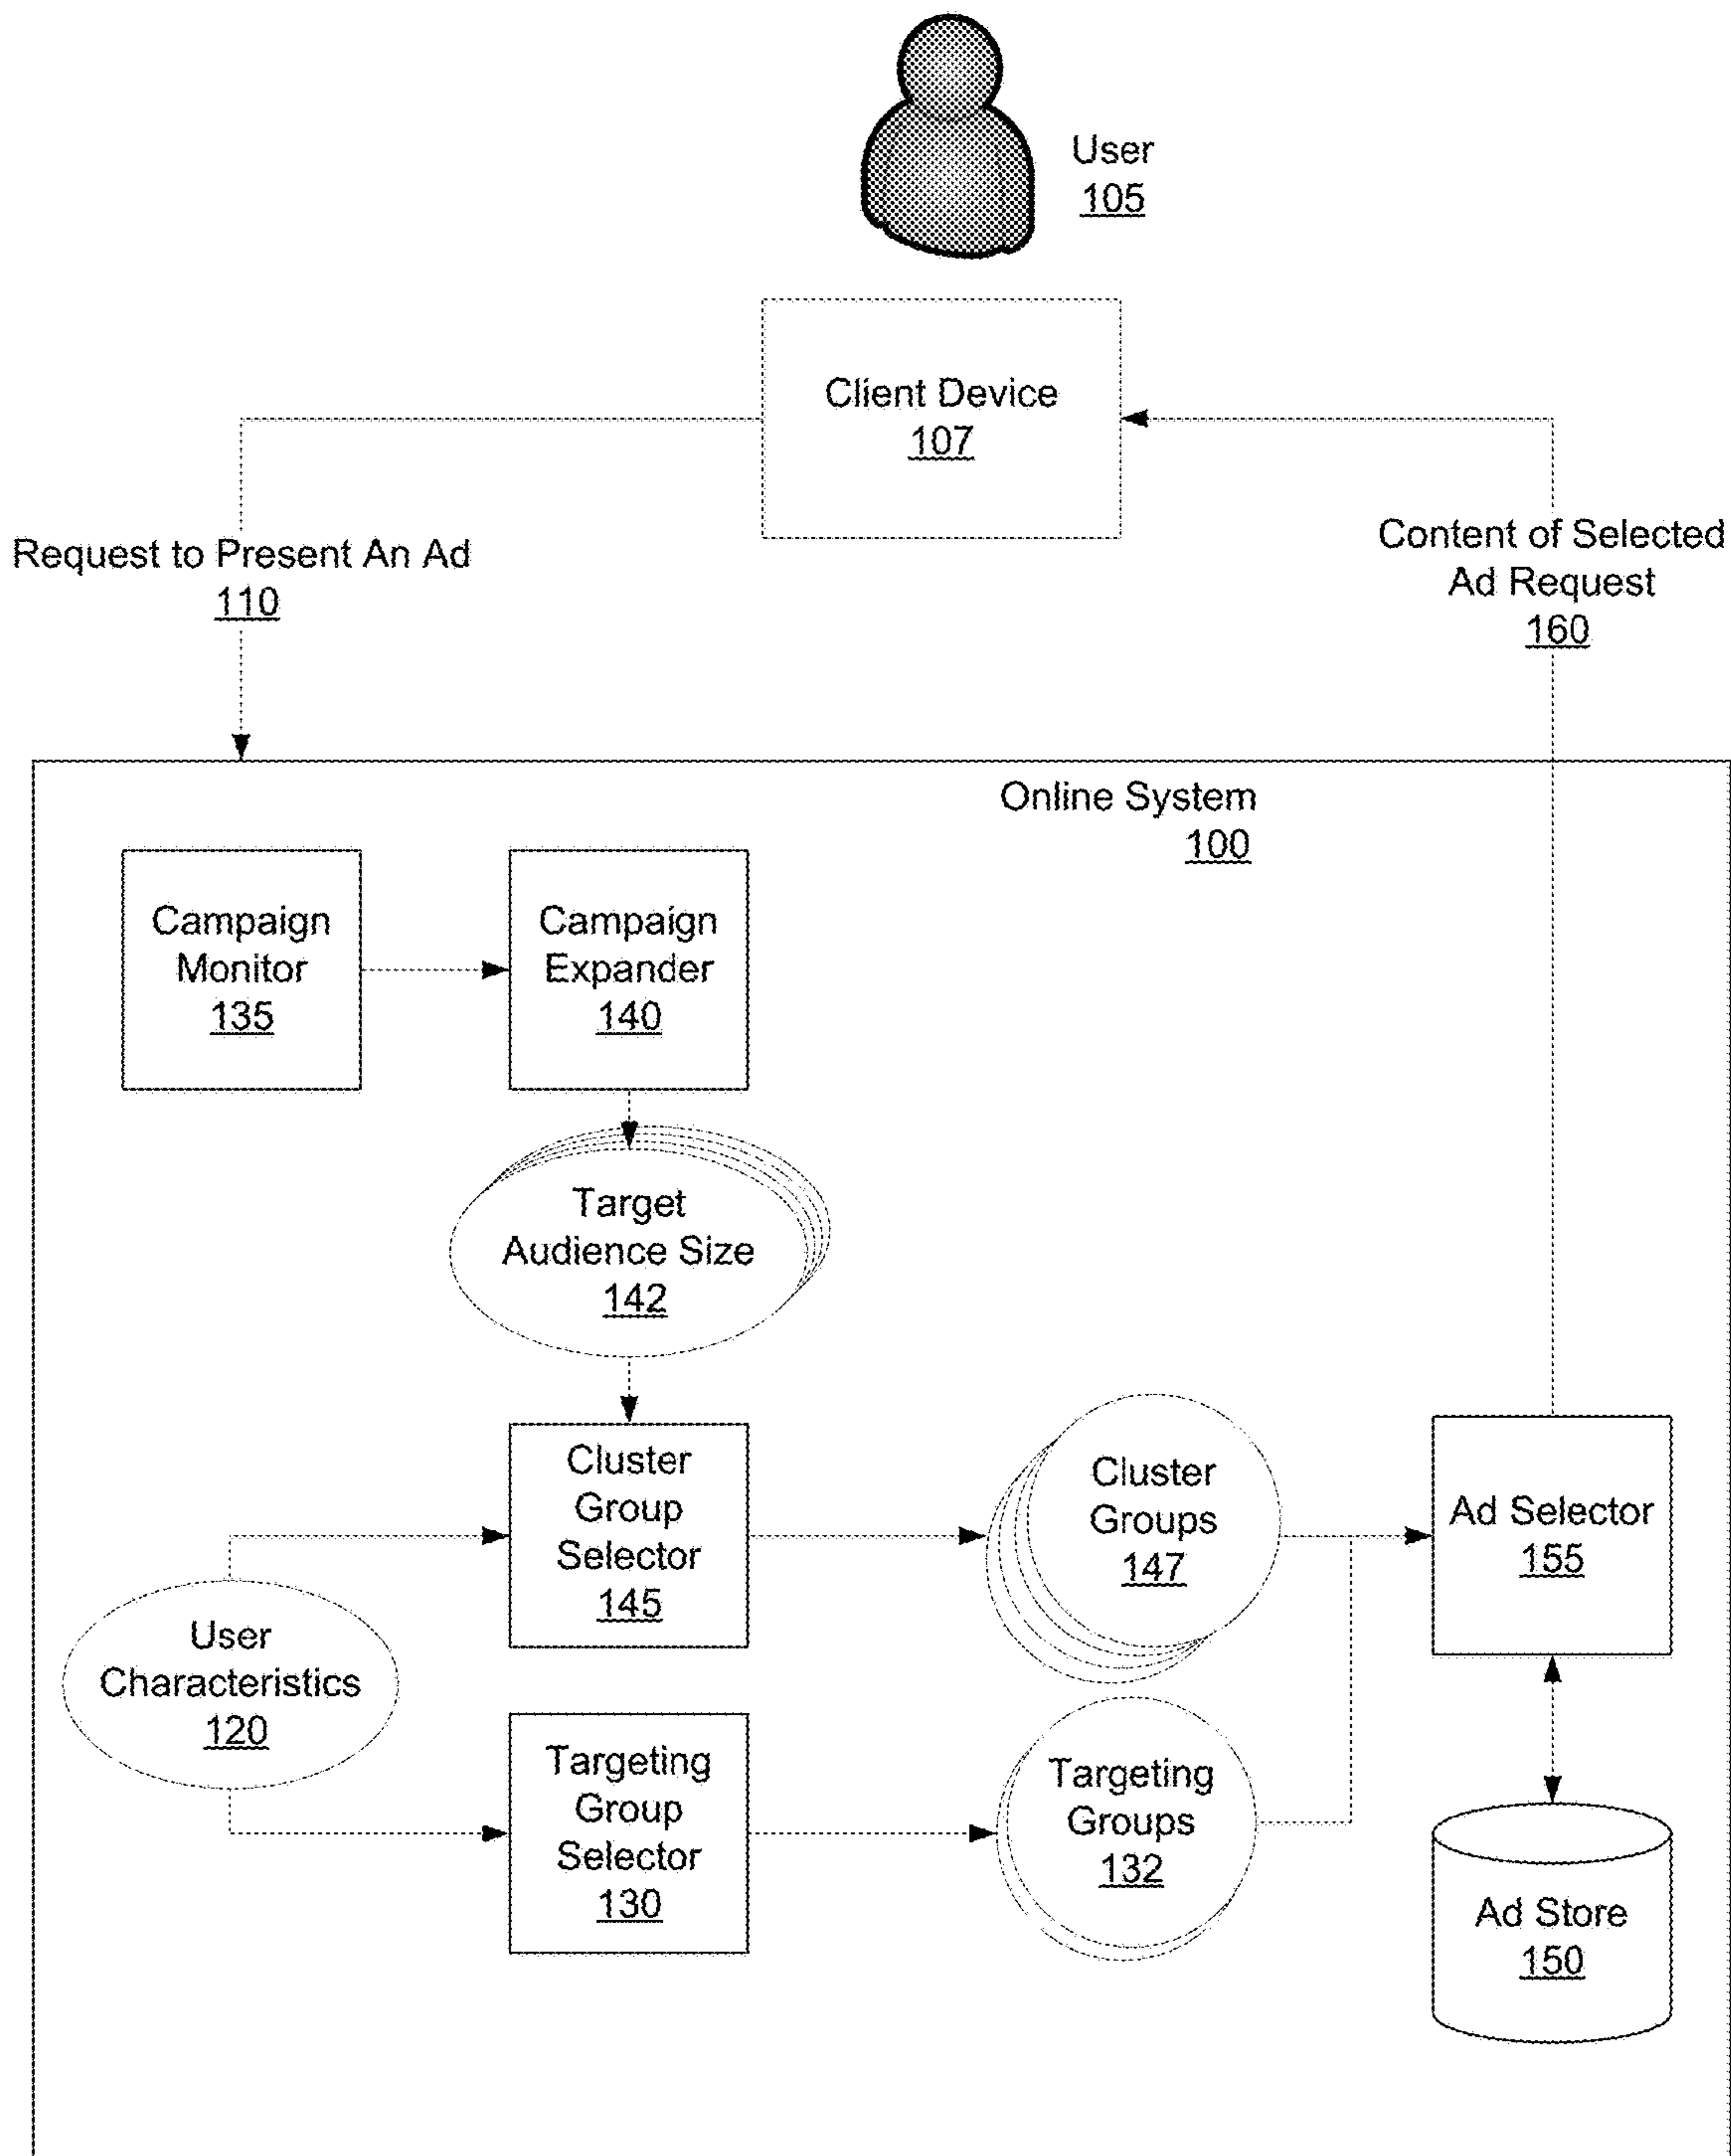 User
105
Client Device
107
Request to Present An Ad
110
Content of Selected
Ad Request
160
Online System
100
Campaign
Monitor
135
Campaign
Expander
140
Target
Audience Size
142
Cluster
Group
Selector
145
Cluster
Groups
147
Ad Selector
155
User
Characteristics
120
Targeting
Group
Selector
130
Targeting
Groups
132
Ad Store
150